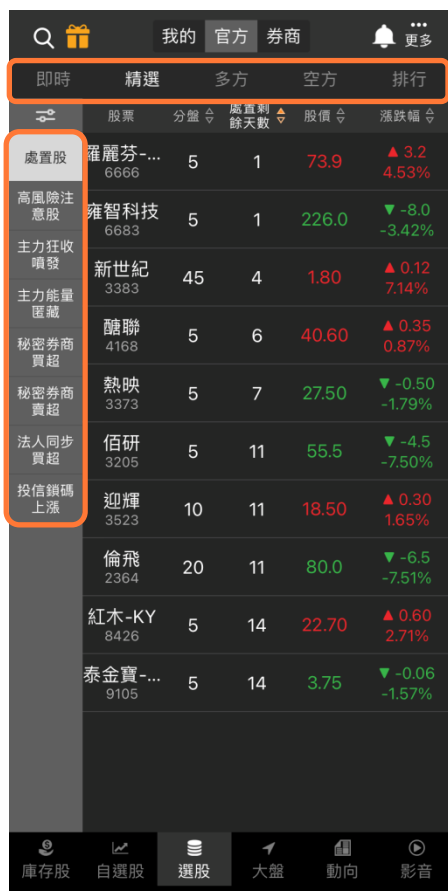 我的 官方 券商 更多
即時 精選 多方 空方 排行
股票 分盤 處置剩餘天數 股價 漲跌幅
處置股
高風險注意股
主力狂收噴發
主力能量匿藏
秘密券商買超
秘密券商賣超
法人同步買超
投信鎖碼上漲
羅麗芬-... 5 1 73.9 ▲ 3.2
6666 4.53%
雍智科技 5 1 226.0 ▼ -8.0
6683 -3.42%
新世紀 45 4 1.80 ▲ 0.12
3383 7.14%
醣聯 5 6 40.60 ▲ 0.35
4168 0.87%
熱映 5 7 27.50 ▼ -0.50
3373 -1.79%
佰研 5 11 55.5 ▼ -4.5
3205 -7.50%
迎輝 10 11 18.50 ▲ 0.30
3523 1.65%
倫飛 20 11 80.0 ▼ -6.5
2364 -7.51%
紅木-KY 5 14 22.70 ▲ 0.60
8426 2.71%
泰金寶-... 5 14 3.75 ▼ -0.06
9105 -1.57%
庫存股 自選股 選股 大盤 動向 影音